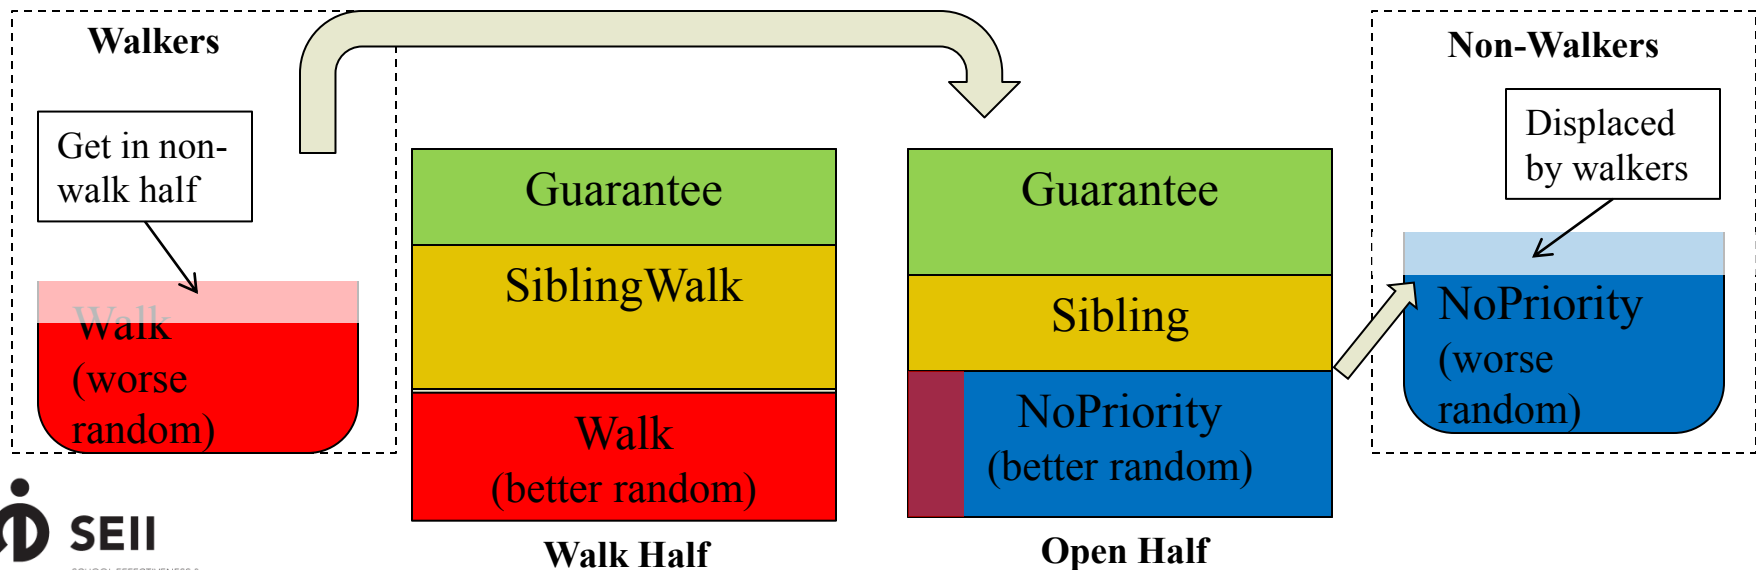 Walkers
Get in non-
walk half
Walk
(worse
random)
Guarantee
SiblingWalk
Walk
(better random)
Walk Half
Guarantee
Sibling
NoPriority
(better random)
Open Half
Non-Walkers
Displaced
by walkers
NoPriority
(worse
random)
SEII